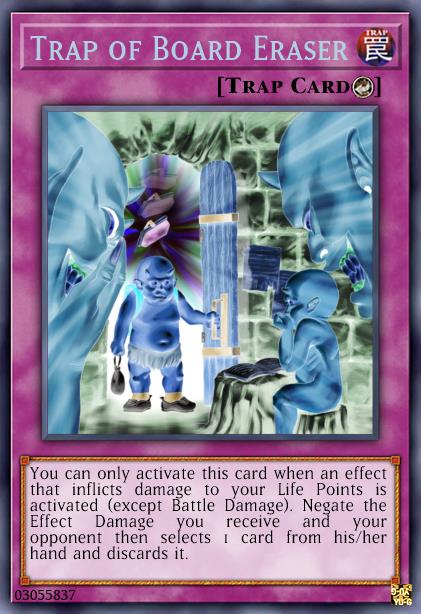 Trap of Board Eraser
TRAP
罠
[Trap Card]
You can only activate this card when an effect
that inflicts damage to your Life Points is
activated (except Battle Damage). Negate the
Effect Damage you receive and your
opponent then selects 1 card from his/her
hand and discards it.
03055837